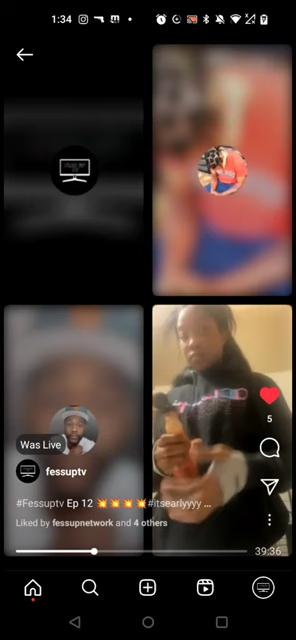 1:34
Was Live
fessuptv
#Fessuptv Ep 12 💥💥💥💥#itsearlyyyy ...
Liked by fessupnetwork and 4 others
5
39:36